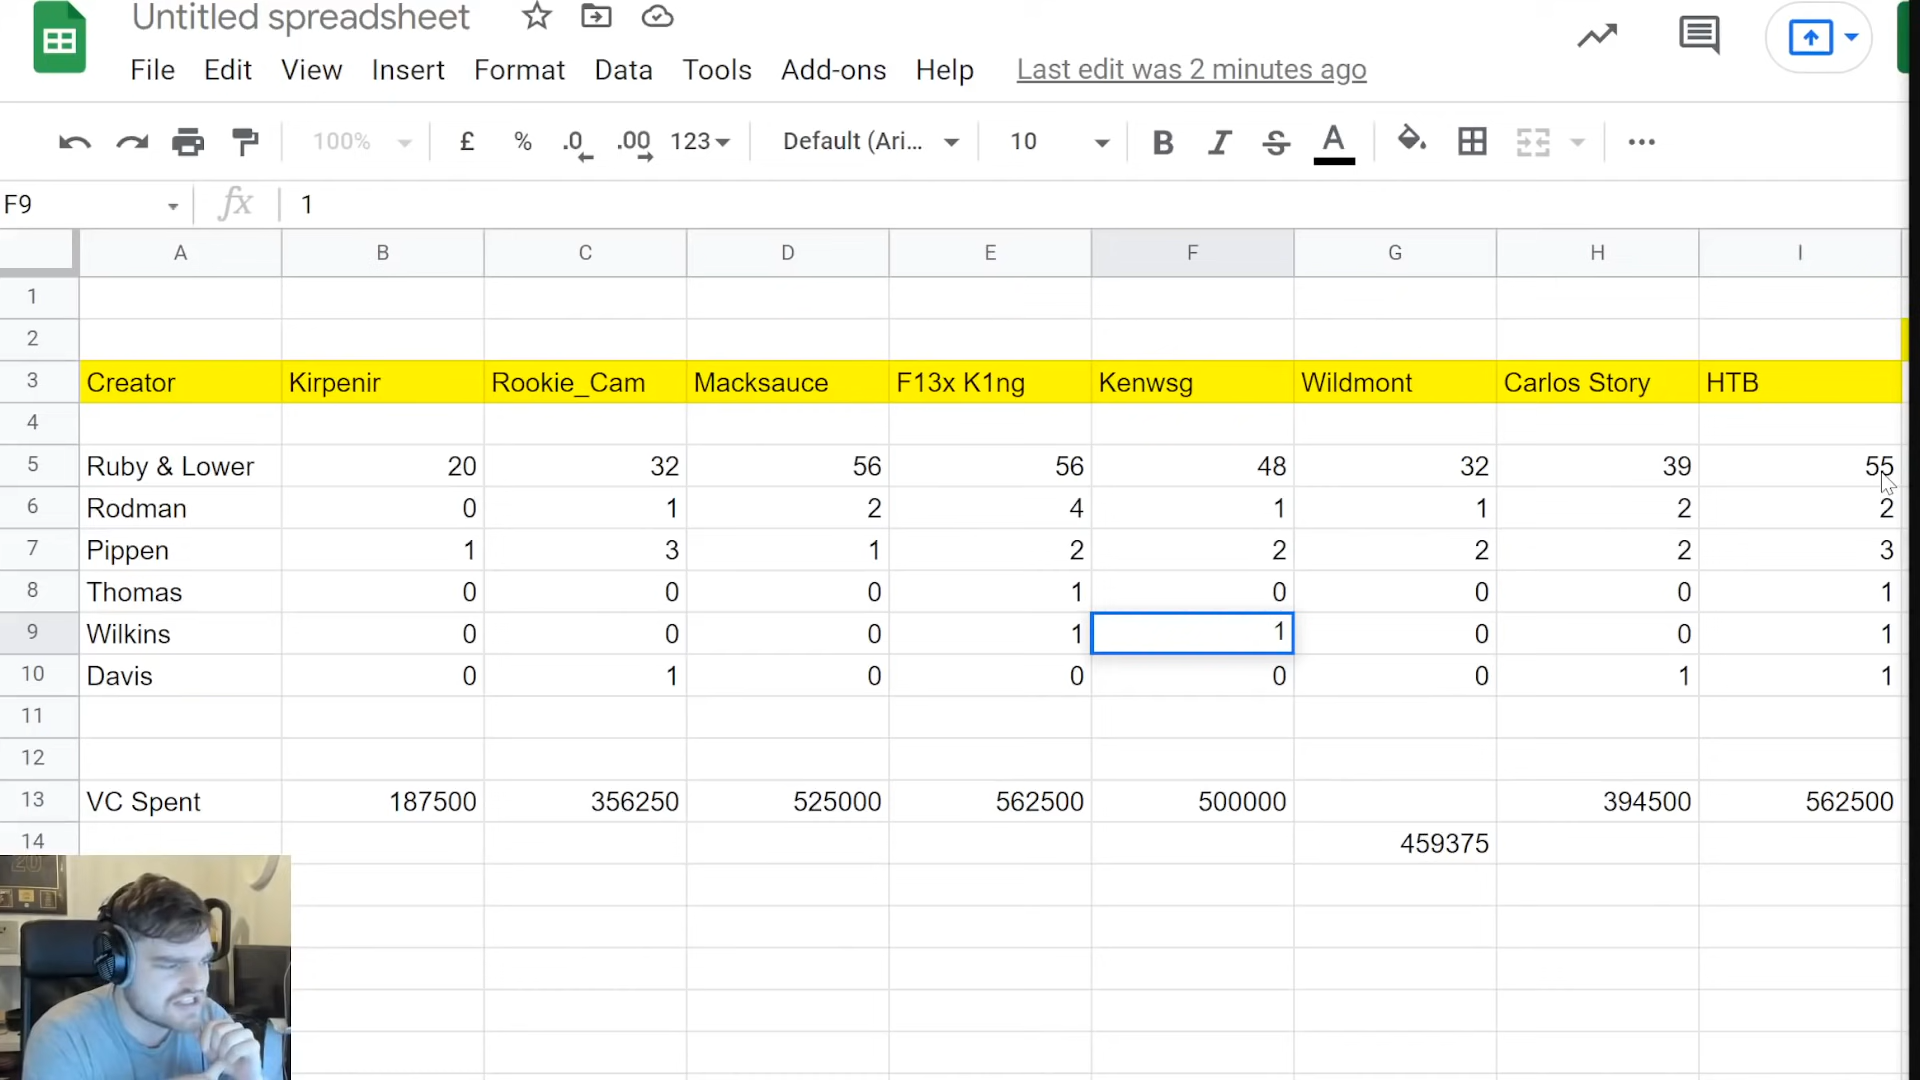 Untitled spreadsheet
File Edit View Insert Format Data Tools Add-ons Help Last edit was 2 minutes ago
100% £ % .0 .00 123 Default (Ari... 10 B I S A
F9 fx 1
A B C D E F G H I
1
2
3 Creator Kirpenir Rookie_Cam Macksauce F13x K1ng Kenwsg Wildmont Carlos Story HTB
4
5 Ruby & Lower 20 32 56 56 48 32 39 55
6 Rodman 0 1 2 4 1 1 2 2
7 Pippen 1 3 1 2 2 2 2 3
8 Thomas 0 0 0 1 0 0 0 1
9 Wilkins 0 0 0 1 1 0 0 1
10 Davis 0 1 0 0 0 0 1 1
11
12
13 VC Spent 187500 356250 525000 562500 500000 394500 562500
14 459375